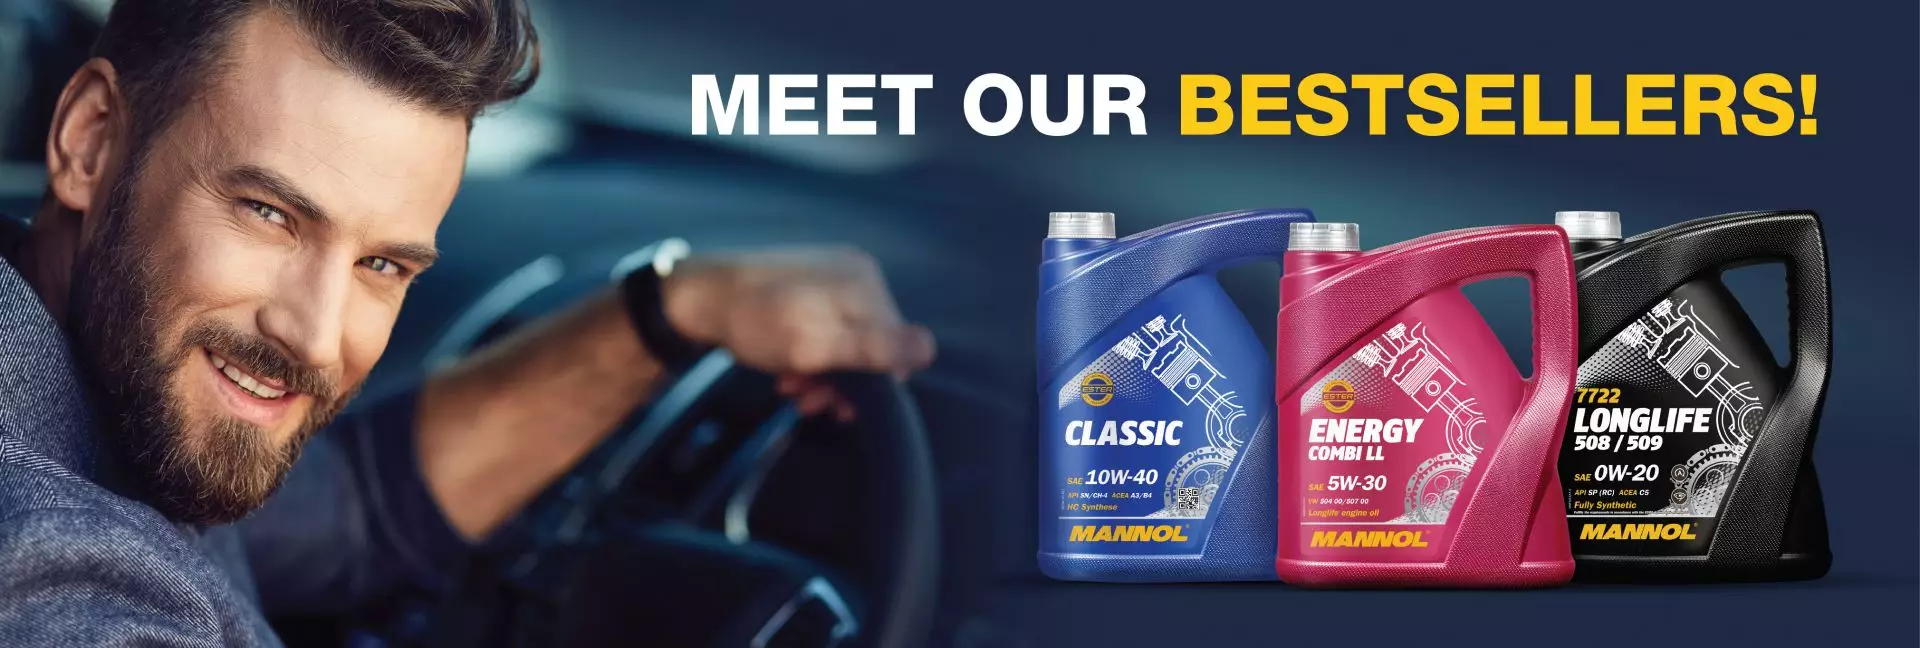 MEET OUR BESTSELLERS!
ESTER
CLASSIC
SAE 10W-40
API SN/CH-4 ACEA A3/B4
HC Synthese
MANNOL
ESTER
ENERGY
COMBI LL
SAE 5W-30
VW 504 00/507 00
Longlife engine oil
MANNOL
7722
LONGLIFE
508 / 509
SAE 0W-20
API SP (RC) ACEA C5
Fully Synthetic
MANNOL